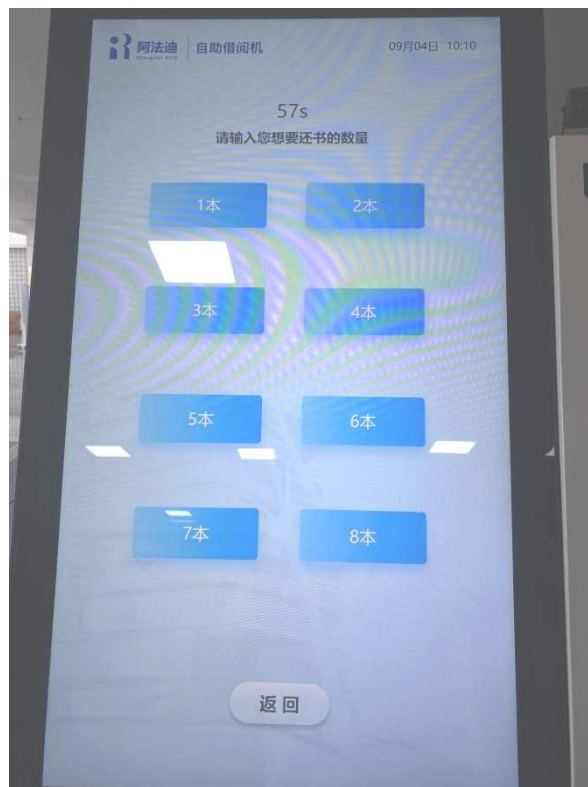 阿法迪 自助借阅机 09月04日 10:10
57s
请输入您想要还书的数量
1本 2本
3本 4本
5本 6本
7本 8本
返回